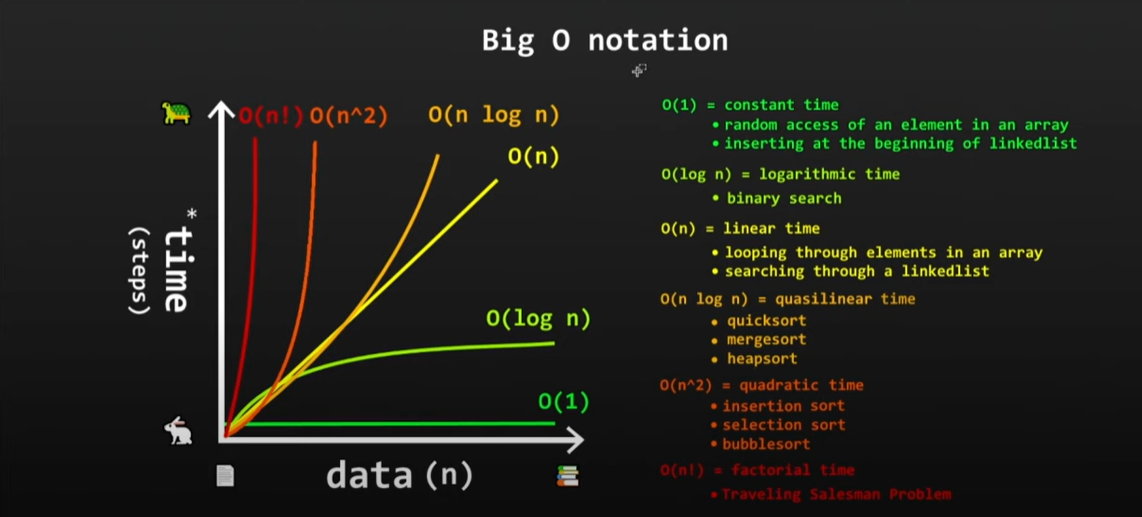 Big O notation
O(n!)
O(n^2)
O(n log n)
O(n)
*time
(steps)
O(log n)
O(1)
data (n)
O(1) = constant time
• random access of an element in an array
• inserting at the beginning of linkedlist
O(log n) = logarithmic time
• binary search
O(n) = linear time
• looping through elements in an array
• searching through a linkedlist
O(n log n) = quasilinear time
• quicksort
• mergesort
• heapsort
O(n^2) = quadratic time
• insertion sort
• selection sort
• bubblesort
O(n!) = factorial time
• Traveling Salesman Problem